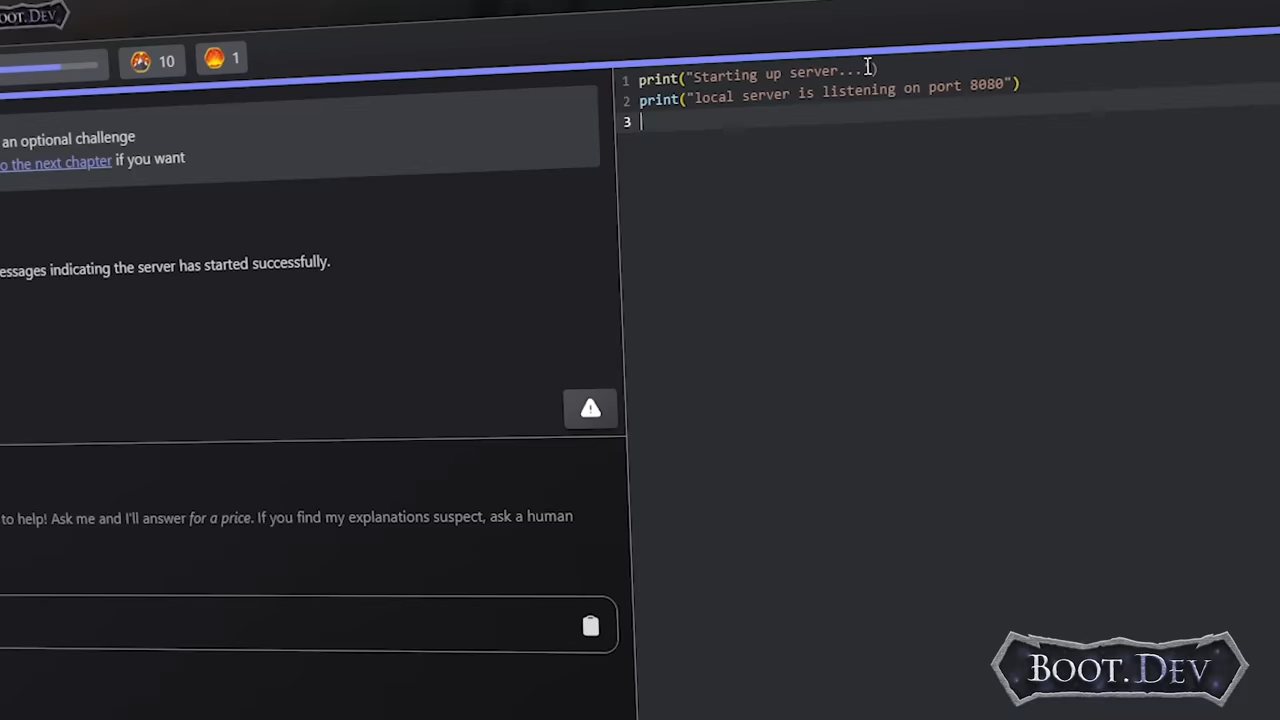 OOT.DEV
10
1
an optional challenge
o the next chapter if you want
essages indicating the server has started successfully.
to help! Ask me and I'll answer for a price. If you find my explanations suspect, ask a human
1 print("Starting up server...)
2 print("local server is listening on port 8080")
3
BOOT.DEV